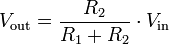 V_out = R_2 / (R_1 + R_2) · V_in